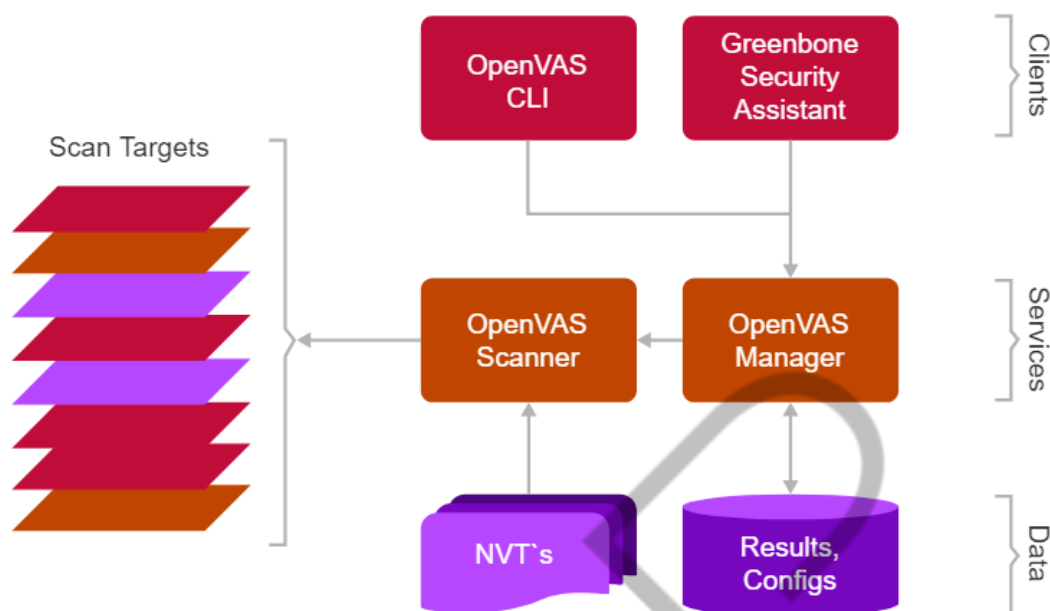 OpenVAS
CLI
Greenbone
Security
Assistant
Clients
Scan Targets
OpenVAS
Scanner
OpenVAS
Manager
Services
NVT`s
Results,
Configs
Data